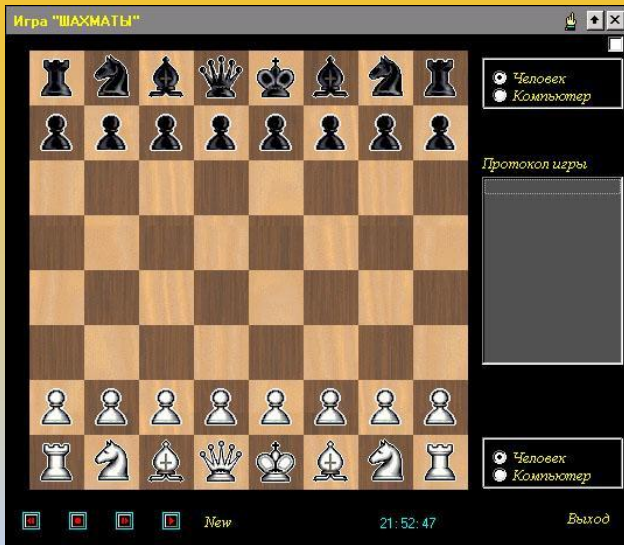 Игра "ШАХМАТЫ"
Человек
Компьютер
Протокол игры
Человек
Компьютер
New
21:52:47
Выход